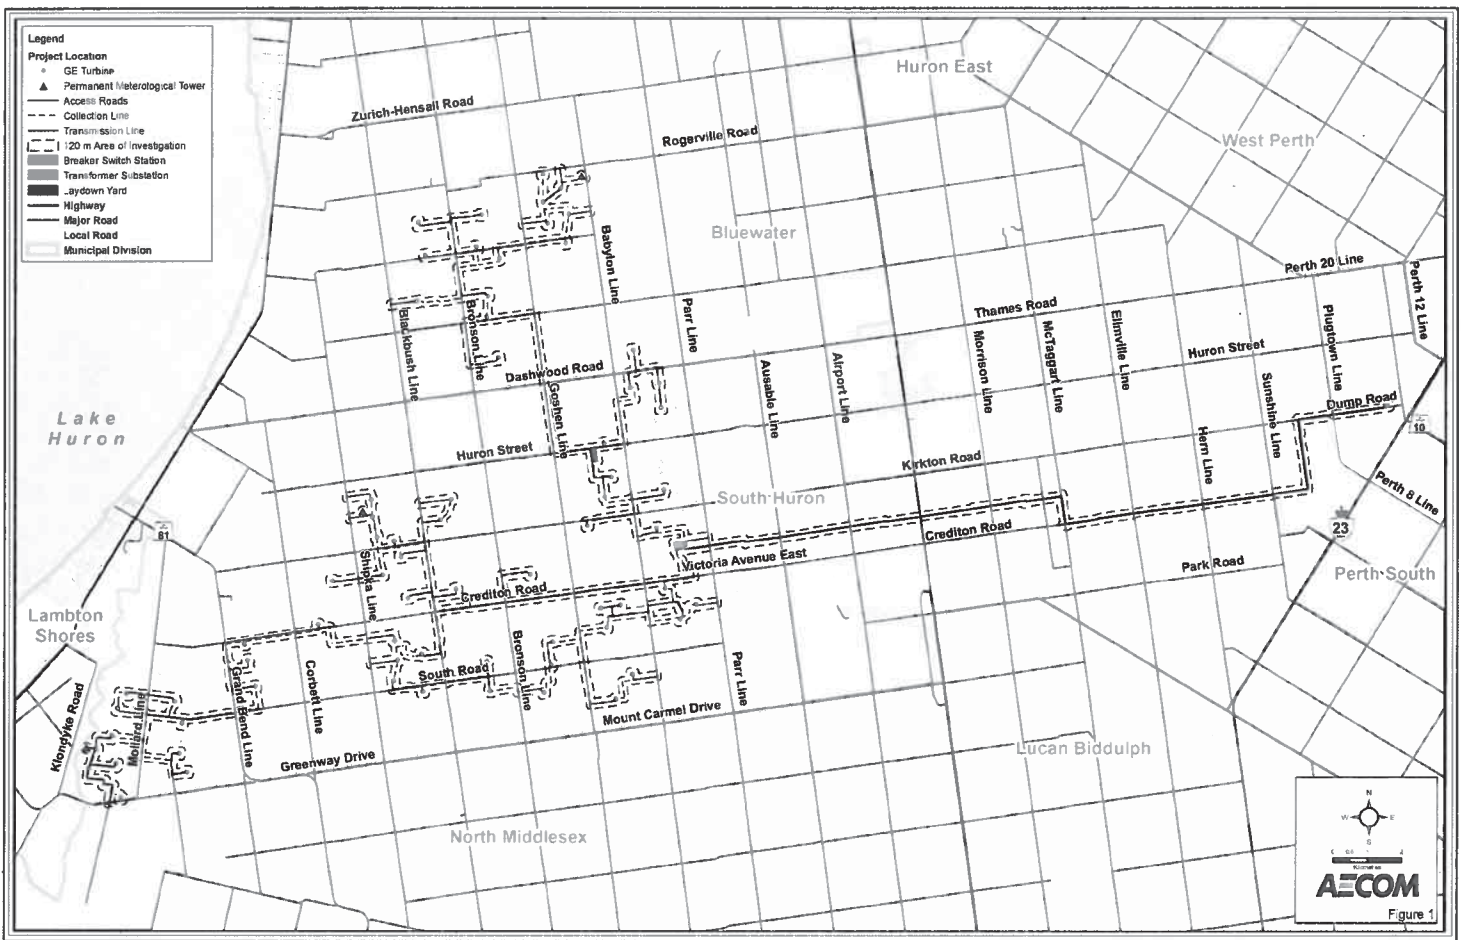 Legend
Project Location
GE Turbine
Permanent Meterological Tower
Access Roads
Collection Line
Transmission Line
120 m Area of Investigation
Breaker Switch Station
Transformer Substation
Laydown Yard
Highway
Major Road
Local Road
Municipal Division
Huron East
Zurich-Hensall Road
Rogerville Road
West Perth
Bluewater
Babylon Line
Perth 20 Line
Perth 12 Line
Thames Road
Parr Line
Blackbush Line
Bronson Line
Plugtown Line
Elimville Line
McTaggart Line
Morrison Line
Huron Street
Airport Line
Ausable Line
Dashwood Road
Goshen Line
Sunshine Line
Dump Road
Lake
Huron
10
Hern Line
Huron Street
Kirkton Road
Perth 8 Line
South Huron
81
23
Crediton Road
Victoria Avenue East
Shipka Line
Park Road
Perth South
Crediton Road
Lambton
Shores
Bronson Line
Parr Line
South Road
Corbett Line
Grand Bend Line
Klondyke Road
Mollard Line
Mount Carmel Drive
Greenway Drive
Lucan Biddulph
North Middlesex
N
W
E
S
AECOM
Figure 1